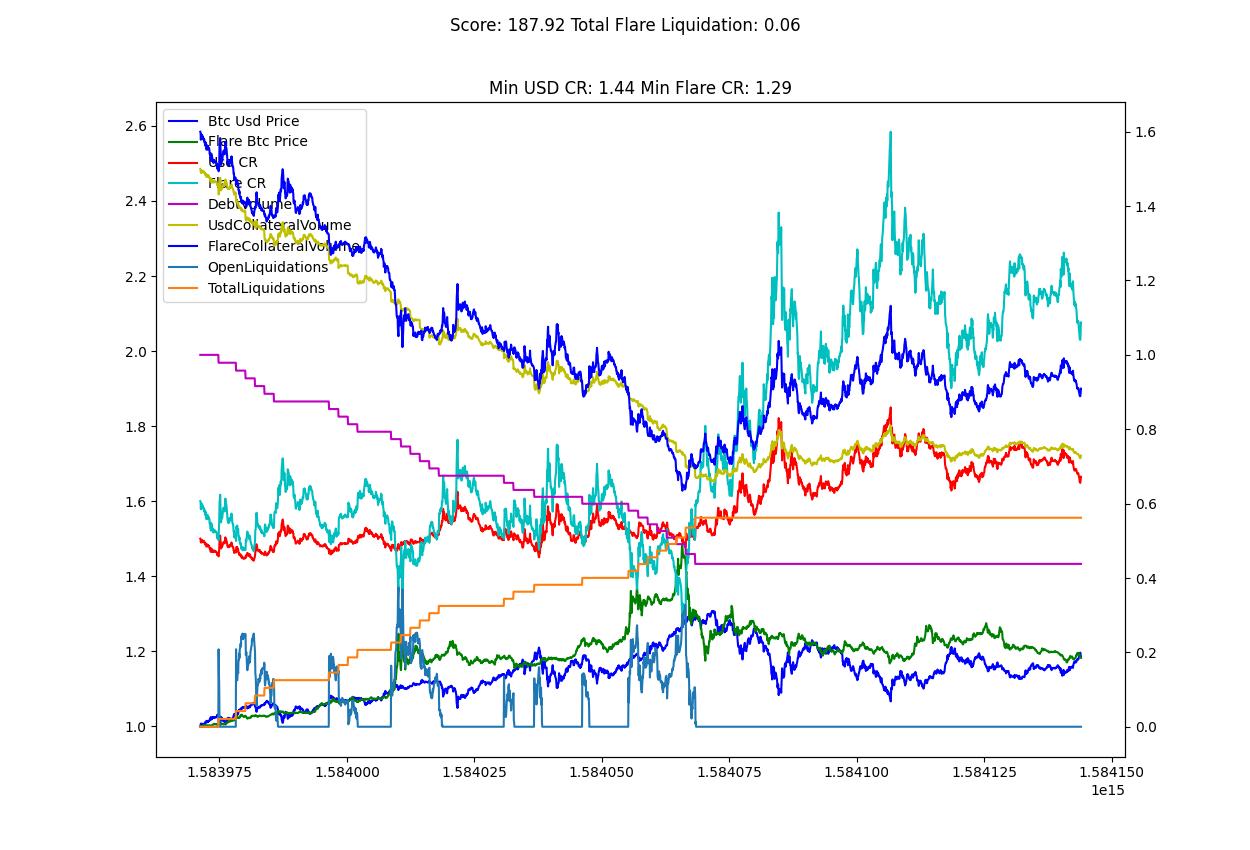 Score: 187.92 Total Flare Liquidation: 0.06
Min USD CR: 1.44 Min Flare CR: 1.29
Btc Usd Price
Flare Btc Price
Usd CR
Flare CR
DebtVolume
UsdCollateralVolume
FlareCollateralVolume
OpenLiquidations
TotalLiquidations
2.6
2.4
2.2
2.0
1.8
1.6
1.4
1.2
1.0
1.6
1.4
1.2
1.0
0.8
0.6
0.4
0.2
0.0
1.583975 1.584000 1.584025 1.584050 1.584075 1.584100 1.584125 1.584150
1e15